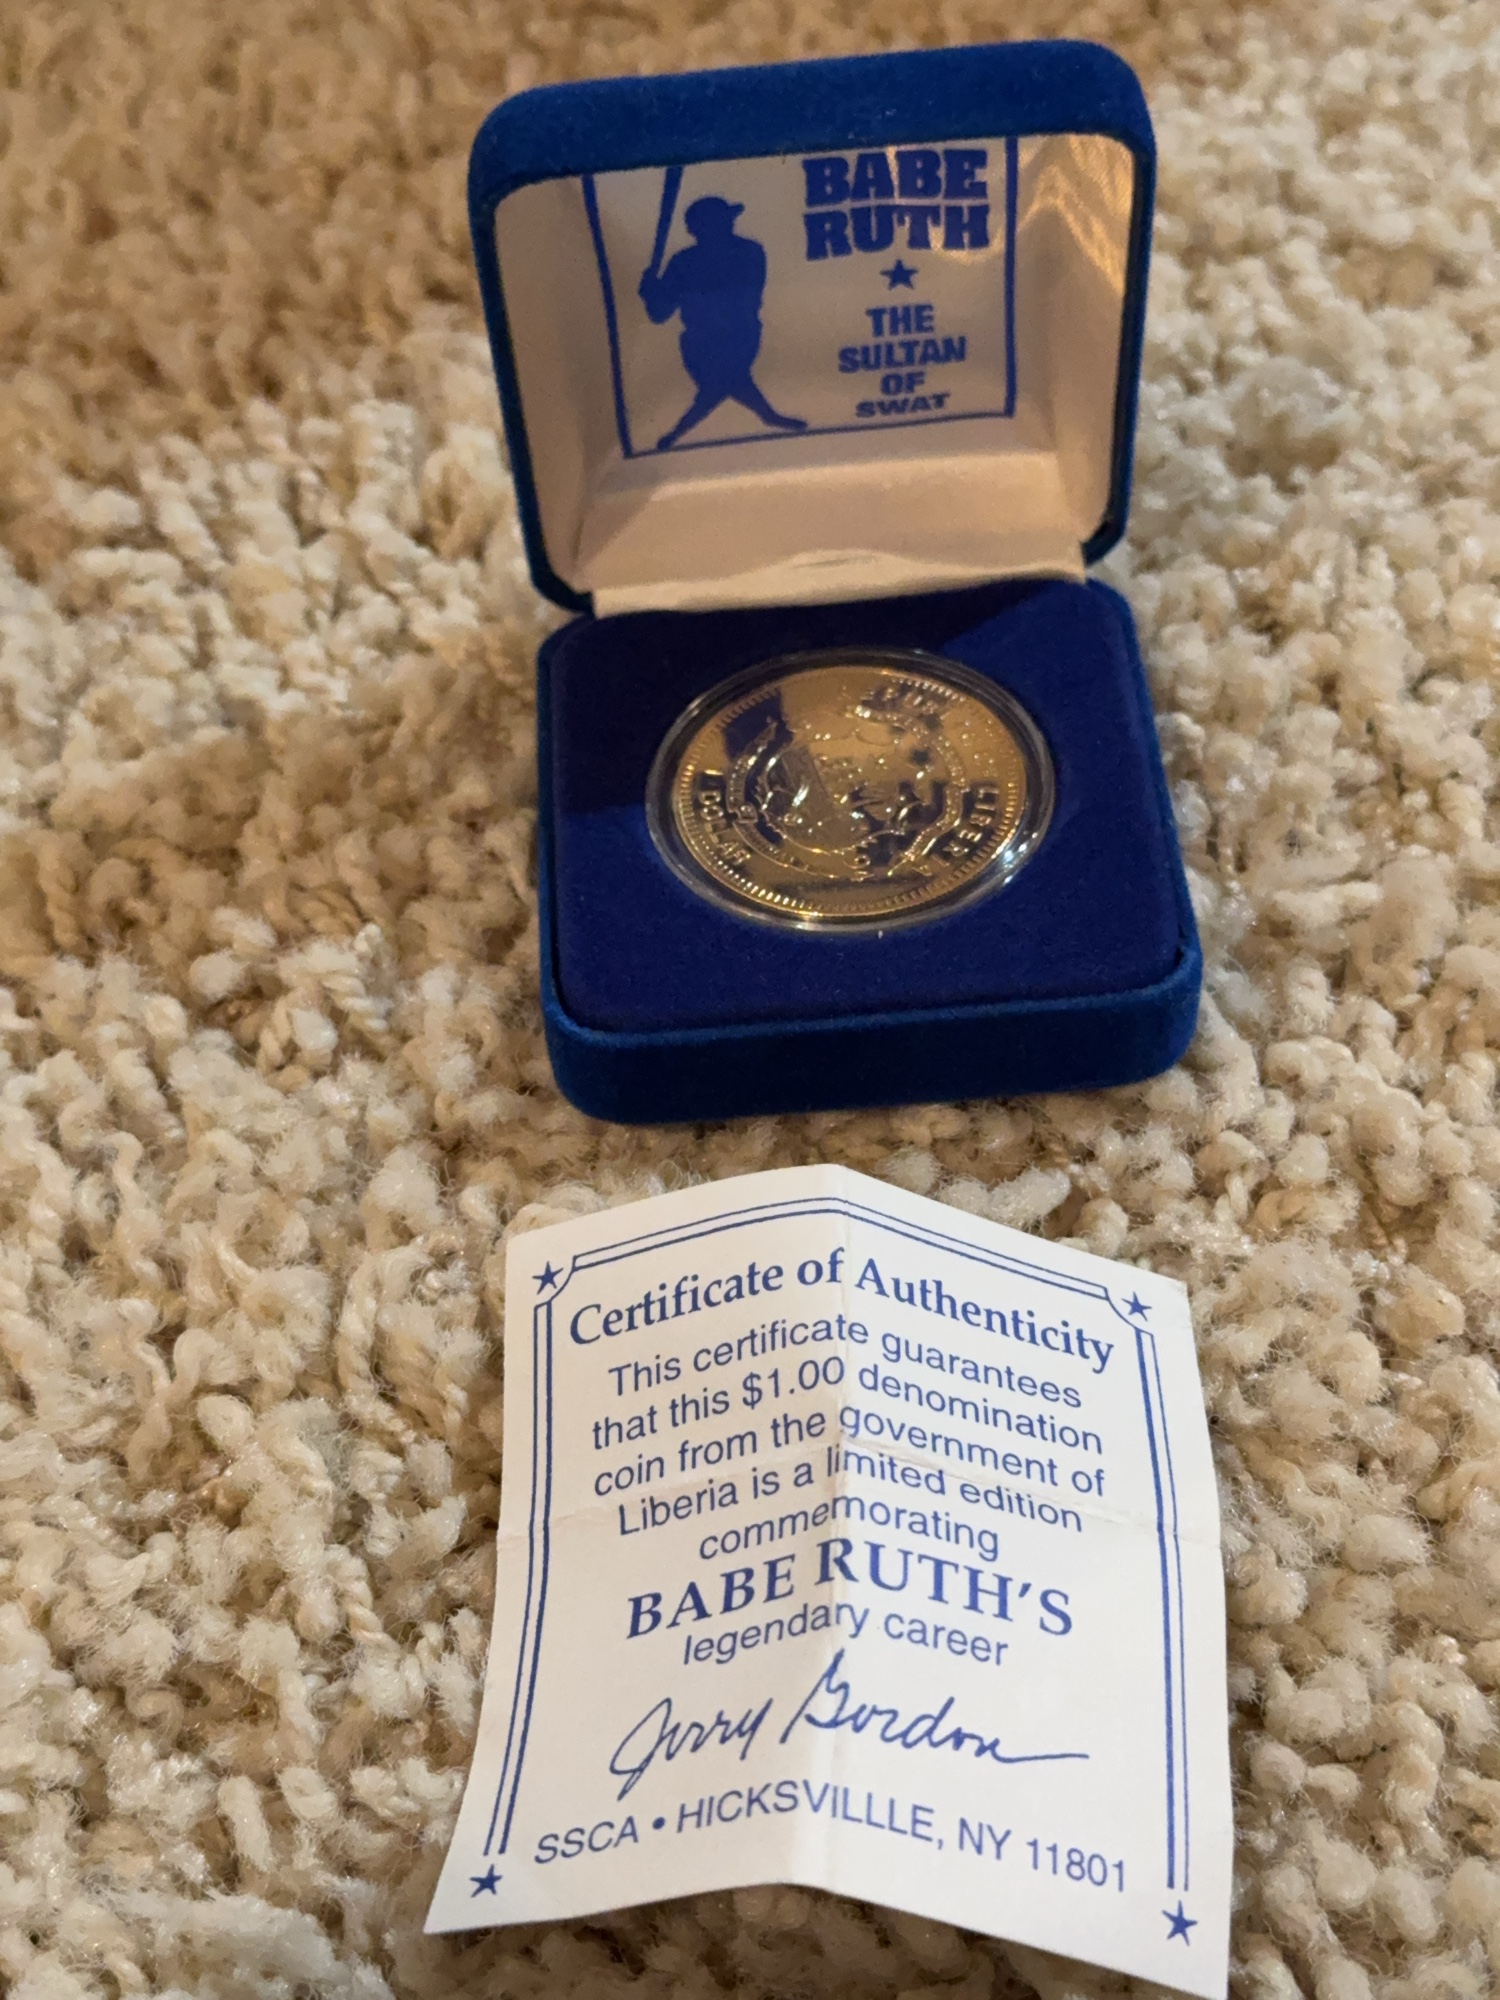 BABE
RUTH
THE
SULTAN
OF
SWAT
LIBERIA
1 DOLLAR
Certificate of Authenticity
This certificate guarantees
that this $1.00 denomination
coin from the government of
Liberia is a limited edition
commemorating
BABE RUTH'S
legendary career
Jerry Gordon
SSCA • HICKSVILLLE, NY 11801